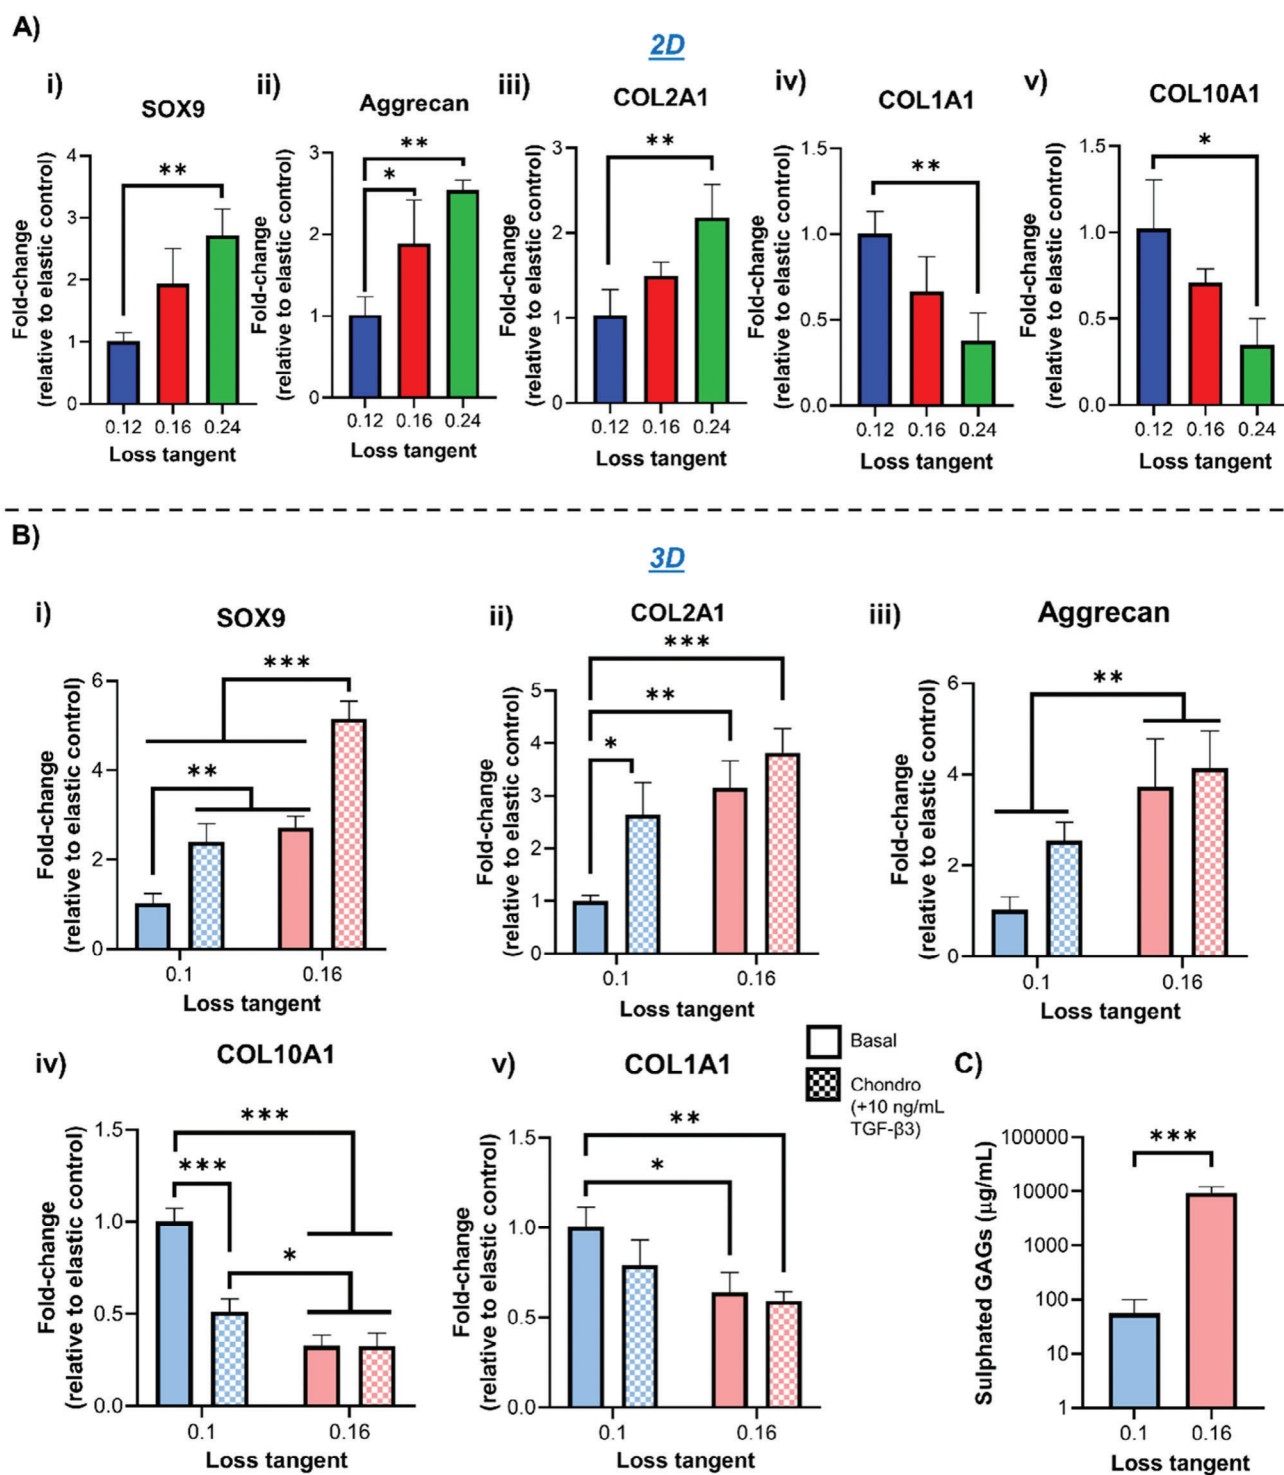 A)
2D
i)
SOX9
Fold-change
(relative to elastic control)
4
3
2
1
0
**
0.12 0.16 0.24
Loss tangent
ii)
Aggrecan
Fold-change
(relative to elastic control)
3
2
1
0
**
*
0.12 0.16 0.24
Loss tangent
iii)
COL2A1
Fold-change
(relative to elastic control)
3
2
1
0
**
0.12 0.16 0.24
Loss tangent
iv)
COL1A1
Fold-change
(relative to elastic control)
1.5
1.0
0.5
0.0
**
0.12 0.16 0.24
Loss tangent
v)
COL10A1
Fold-change
(relative to elastic control)
1.5
1.0
0.5
0.0
*
0.12 0.16 0.24
Loss tangent
B)
3D
i)
SOX9
Fold-change
(relative to elastic control)
6
4
2
0
***
**
0.1 0.16
Loss tangent
ii)
COL2A1
Fold-change
(relative to elastic control)
5
4
3
2
1
0
***
**
*
0.1 0.16
Loss tangent
iii)
Aggrecan
Fold-change
(relative to elastic control)
6
4
2
0
**
0.1 0.16
Loss tangent
iv)
COL10A1
Fold-change
(relative to elastic control)
1.5
1.0
0.5
0.0
***
***
*
0.1 0.16
Loss tangent
v)
COL1A1
Fold-change
(relative to elastic control)
1.5
1.0
0.5
0.0
**
*
0.1 0.16
Loss tangent
Basal
Chondro
(+10 ng/mL
TGF-β3)
C)
Sulphated GAGs (μg/mL)
100000
10000
1000
100
10
1
***
0.1 0.16
Loss tangent